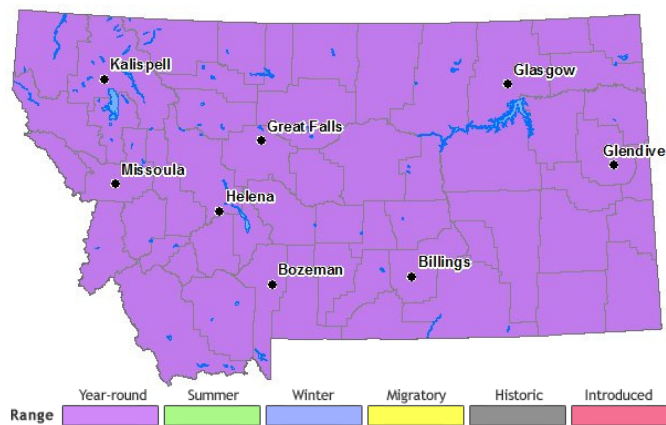 Kalispell
Glasgow
Great Falls
Glendive
Missoula
Helena
Bozeman
Billings
Year-round Summer Winter Migratory Historic Introduced
Range